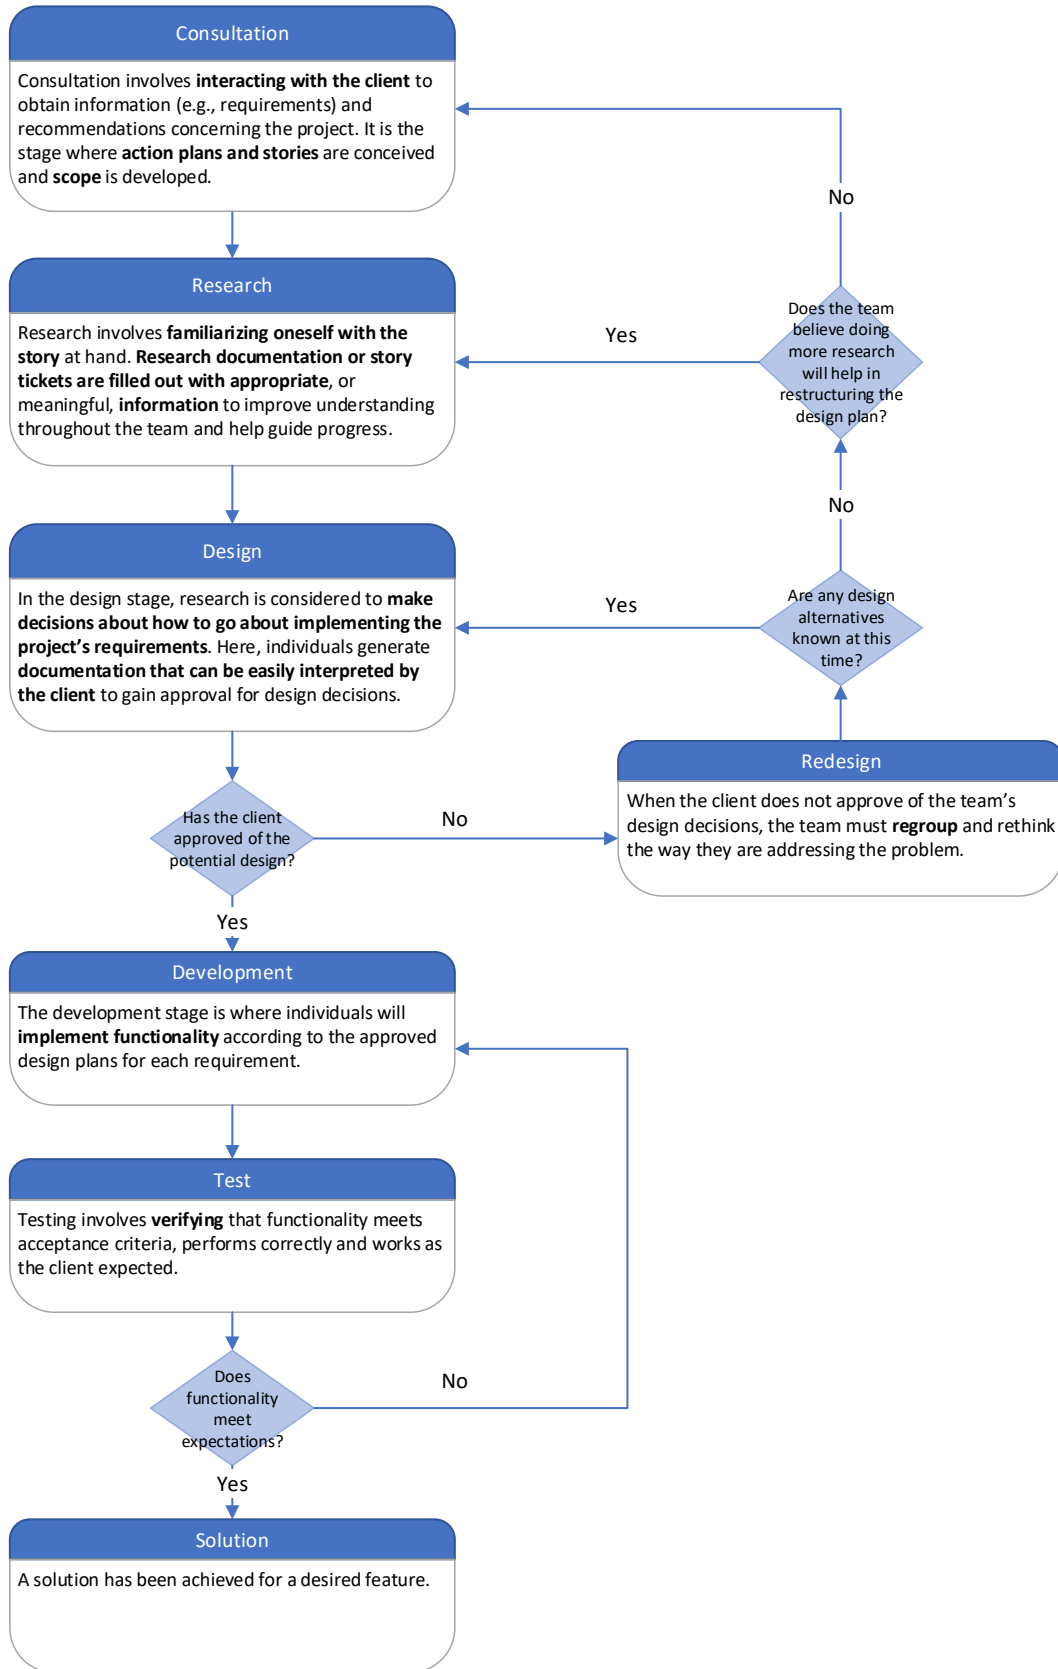 Consultation
Consultation involves interacting with the client to
obtain information (e.g., requirements) and
recommendations concerning the project. It is the
stage where action plans and stories are conceived
and scope is developed.
No
Research
Research involves familiarizing oneself with the
story at hand. Research documentation or story
tickets are filled out with appropriate, or
meaningful, information to improve understanding
throughout the team and help guide progress.
Yes
Does the team
believe doing
more research
will help in
restructuring the
design plan?
No
Design
In the design stage, research is considered to make
decisions about how to go about implementing the
project's requirements. Here, individuals generate
documentation that can be easily interpreted by
the client to gain approval for design decisions.
Yes
Are any design
alternatives
known at this
time?
Has the client
approved of the
potential design?
No
Redesign
When the client does not approve of the team's
design decisions, the team must regroup and rethink
the way they are addressing the problem.
Yes
Development
The development stage is where individuals will
implement functionality according to the approved
design plans for each requirement.
Test
Testing involves verifying that functionality meets
acceptance criteria, performs correctly and works as
the client expected.
Does
functionality
meet
expectations?
No
Yes
Solution
A solution has been achieved for a desired feature.